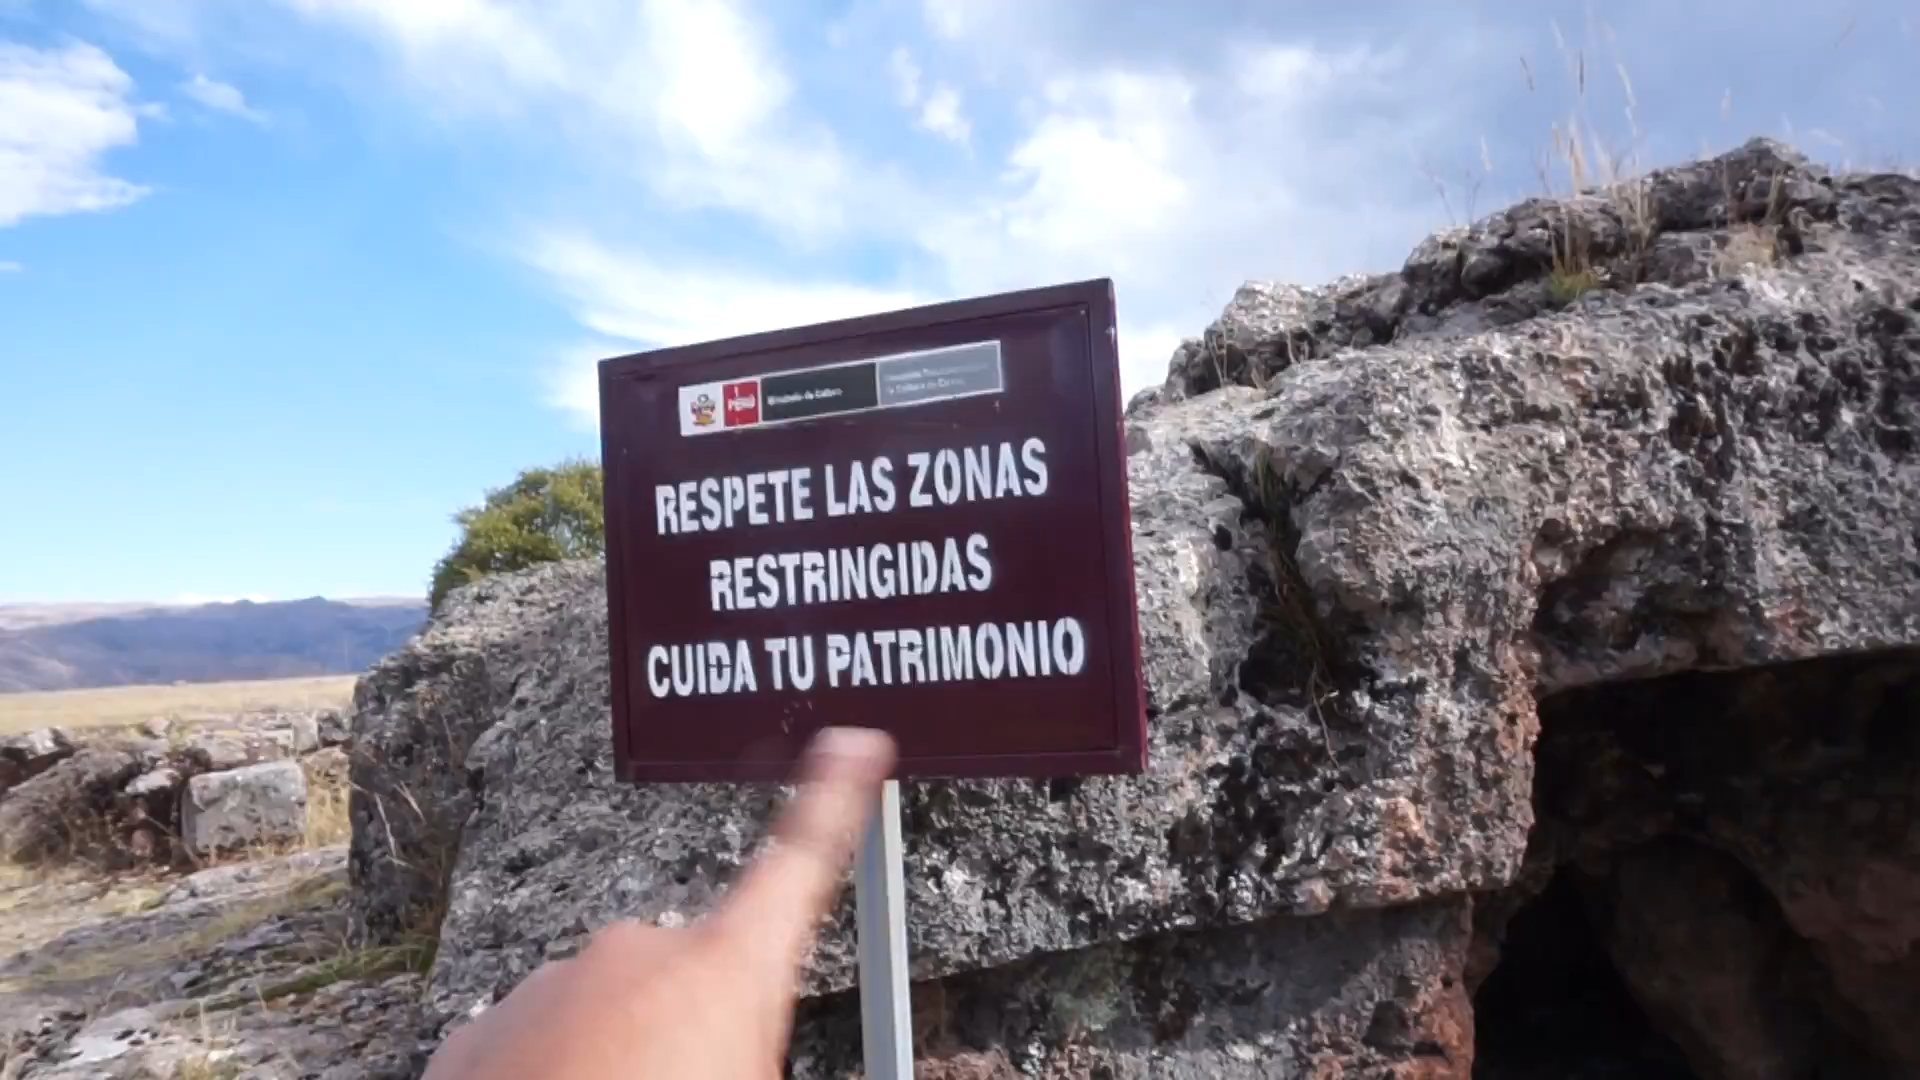 PERÚ
Ministerio de Cultura
RESPETE LAS ZONAS
RESTRINGIDAS
CUIDA TU PATRIMONIO